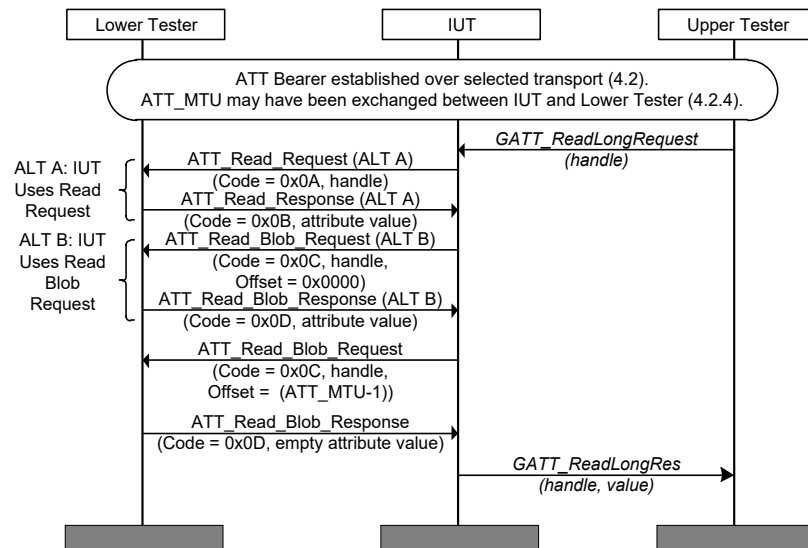 Lower Tester
IUT
Upper Tester
ATT Bearer established over selected transport (4.2).
ATT_MTU may have been exchanged between IUT and Lower Tester (4.2.4).
GATT_ReadLongRequest
(handle)
ALT A: IUT
Uses Read
Request
ATT_Read_Request (ALT A)
(Code = 0x0A, handle)
ATT_Read_Response (ALT A)
(Code = 0x0B, attribute value)
ALT B: IUT
Uses Read
Blob
Request
ATT_Read_Blob_Request (ALT B)
(Code = 0x0C, handle,
Offset = 0x0000)
ATT_Read_Blob_Response (ALT B)
(Code = 0x0D, attribute value)
ATT_Read_Blob_Request
(Code = 0x0C, handle,
Offset = (ATT_MTU-1))
ATT_Read_Blob_Response
(Code = 0x0D, empty attribute value)
GATT_ReadLongRes
(handle, value)